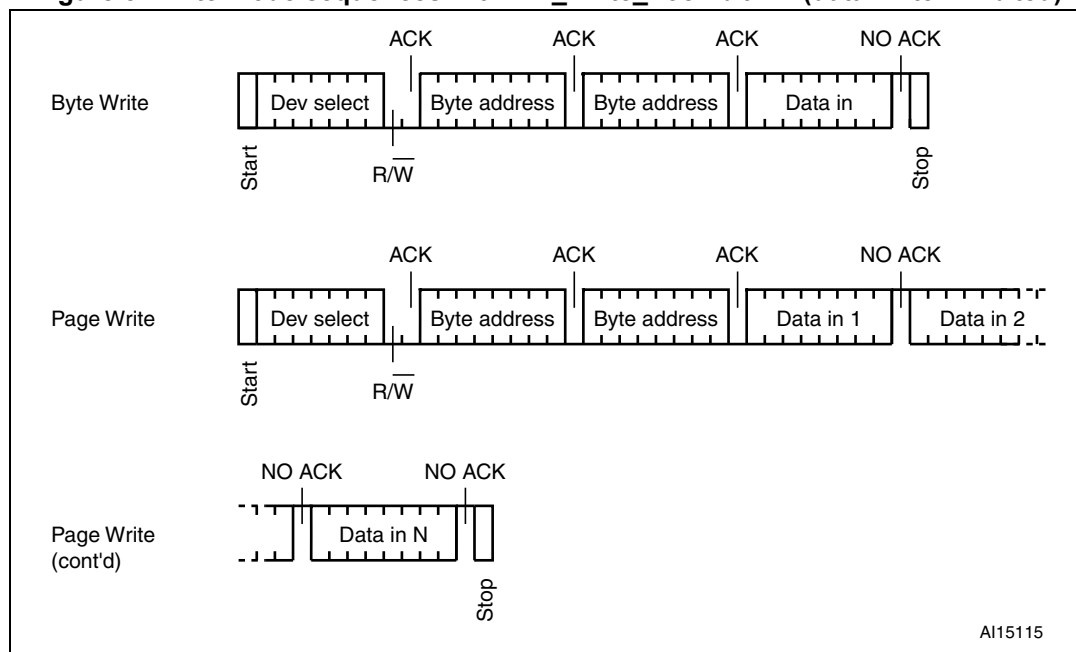 ACK ACK ACK NO ACK
Byte Write Dev select Byte address Byte address Data in
Start R/W Stop
ACK ACK ACK NO ACK
Page Write Dev select Byte address Byte address Data in 1 Data in 2
Start R/W
NO ACK NO ACK
Page Write (cont'd) Data in N
Stop
AI15115